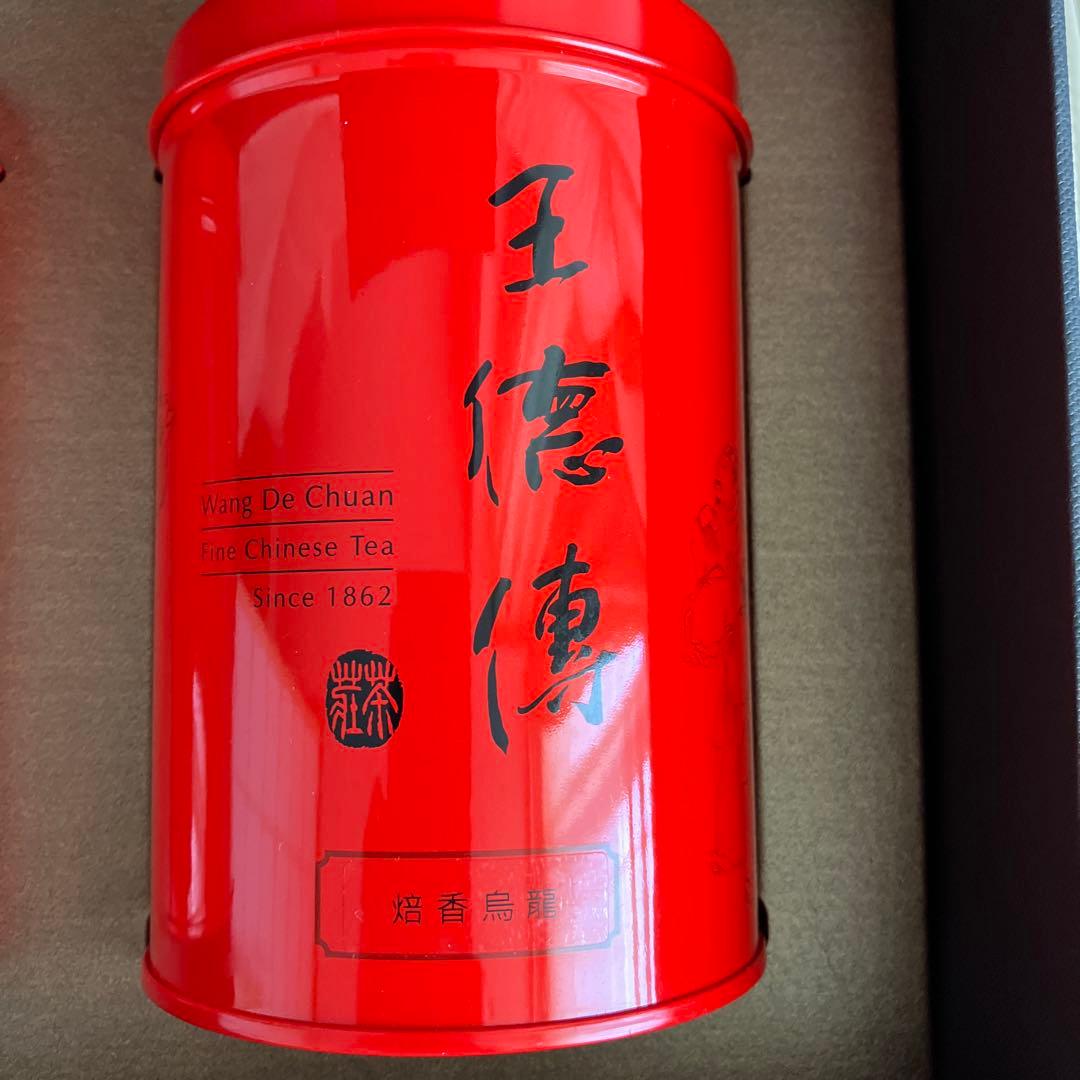 王德傳
Wang De Chuan
Fine Chinese Tea
Since 1862
茶莊
焙香烏龍